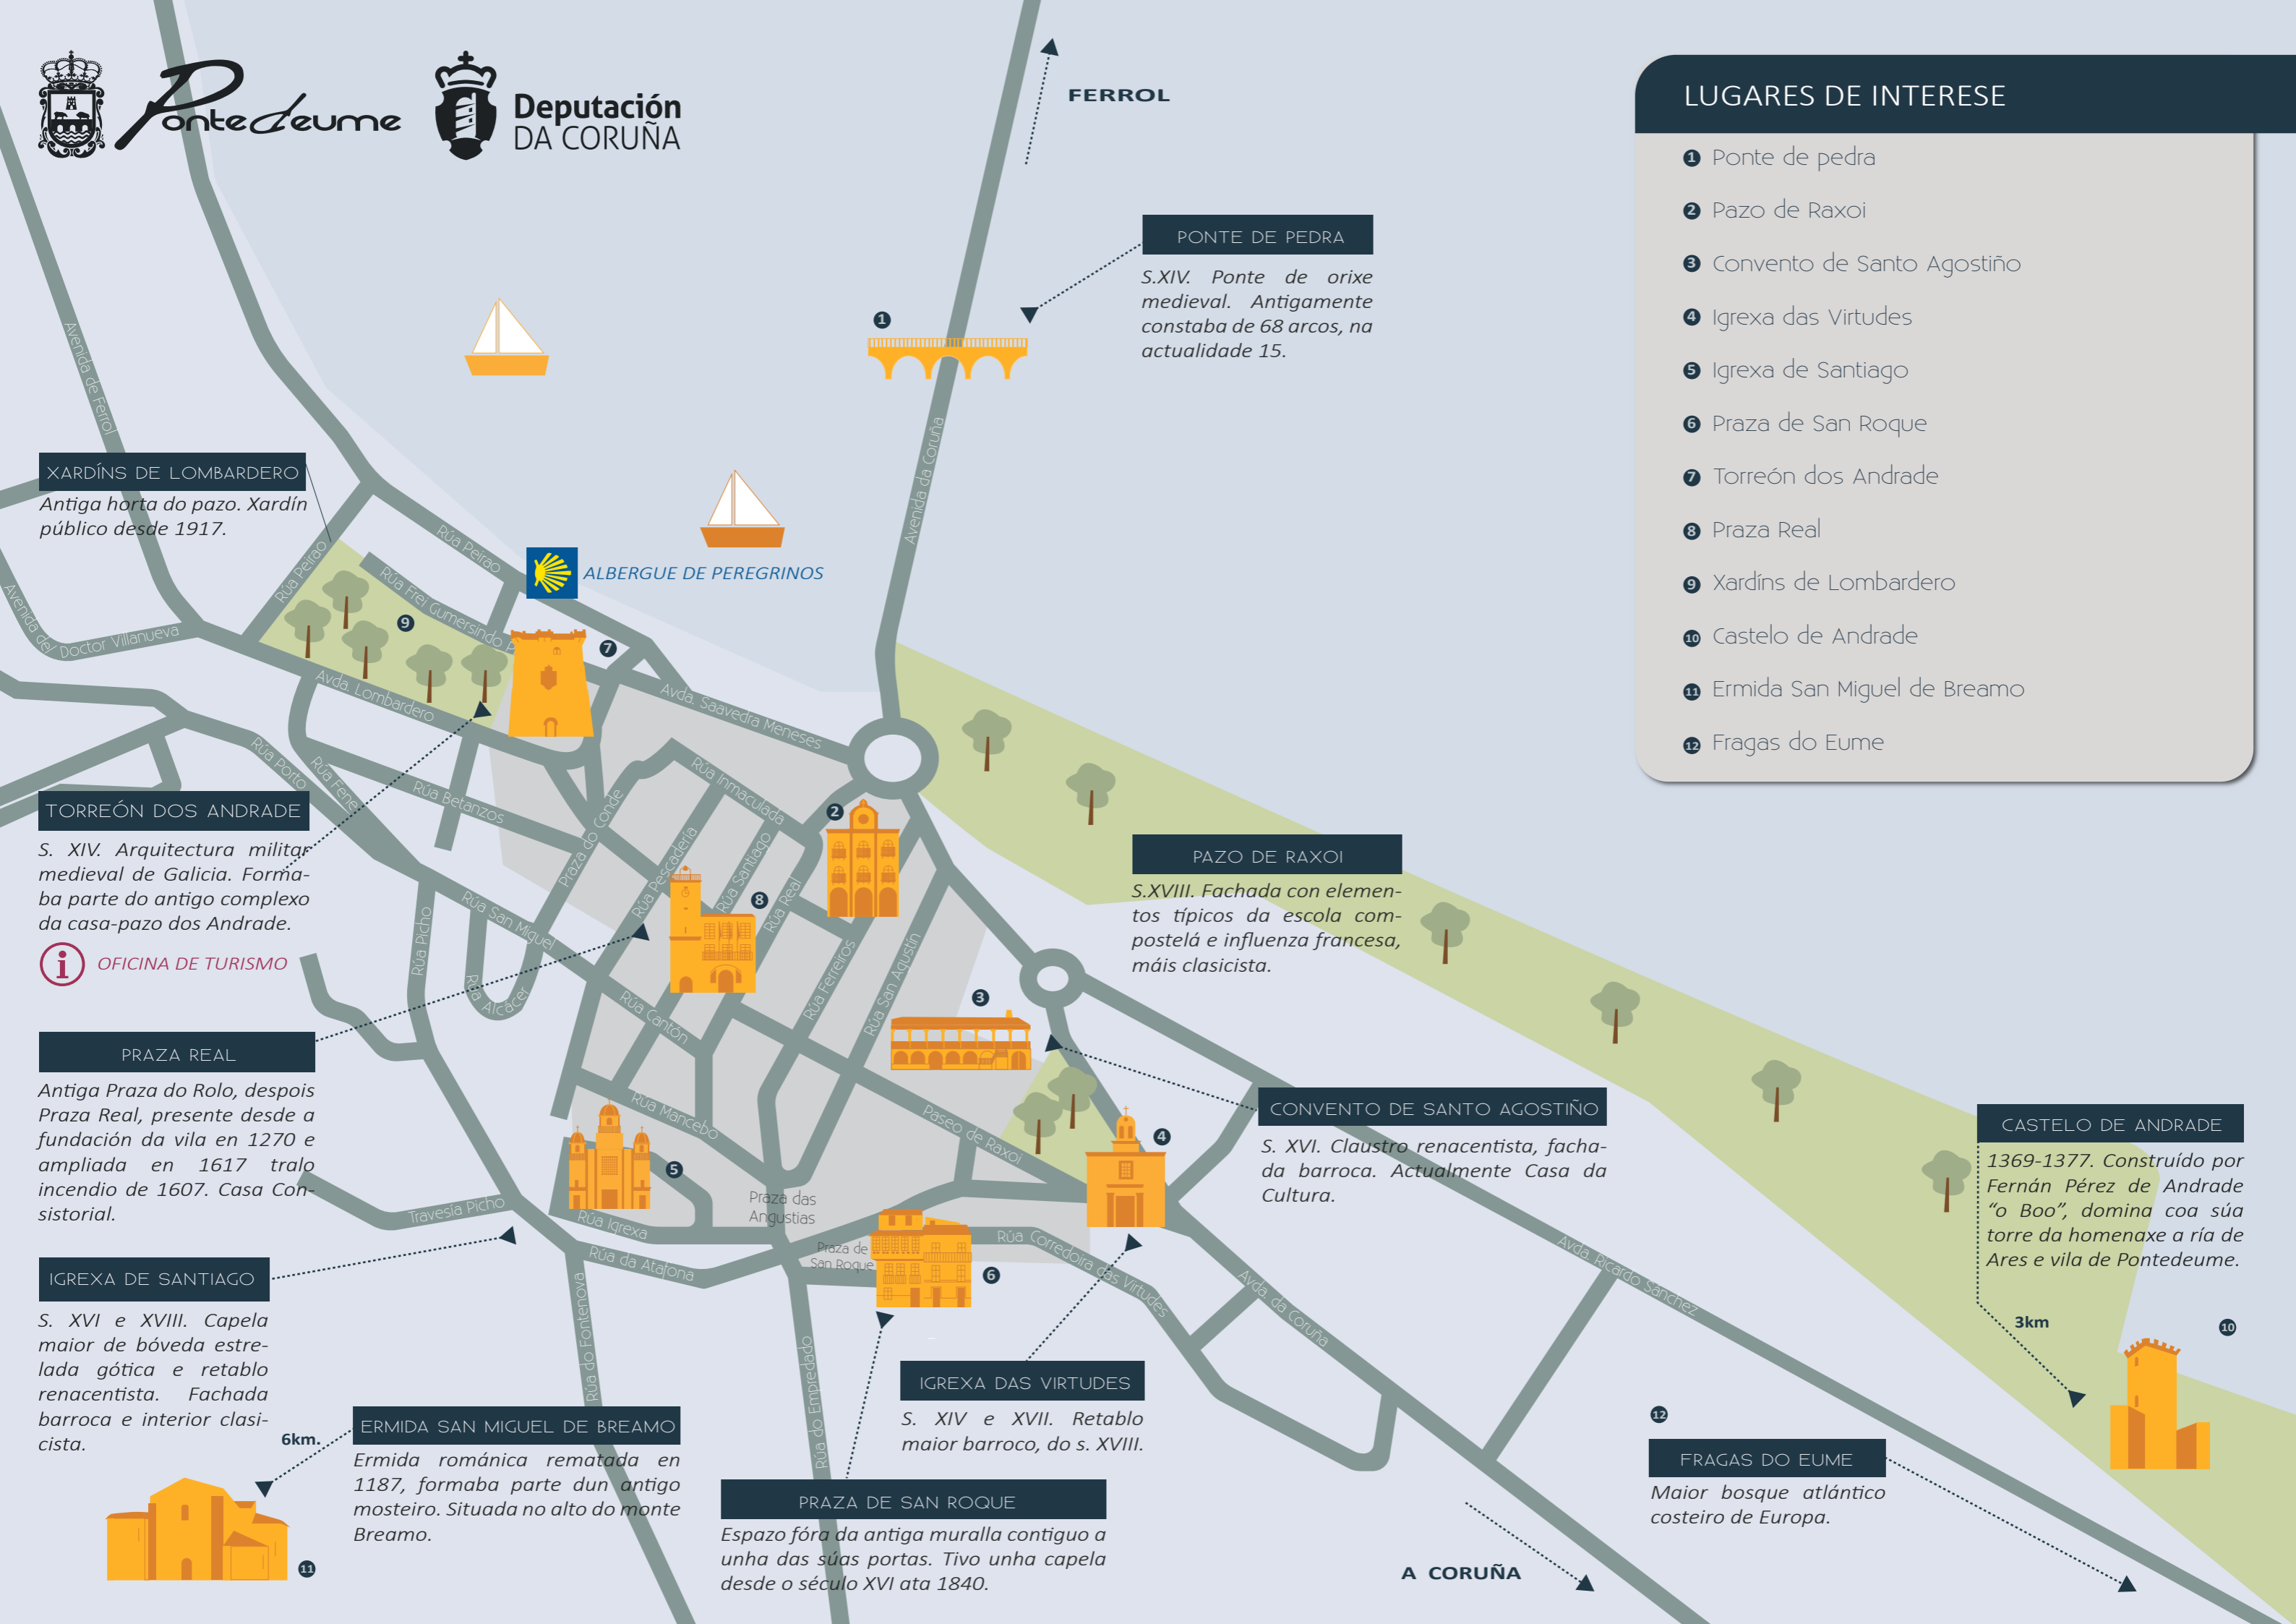 Pontedeume
Deputación
DA CORUÑA
FERROL
LUGARES DE INTERESE
1 Ponte de pedra
2 Pazo de Raxoi
3 Convento de Santo Agostiño
4 Igrexa das Virtudes
5 Igrexa de Santiago
6 Praza de San Roque
7 Torreón dos Andrade
8 Praza Real
9 Xardíns de Lombardero
10 Castelo de Andrade
11 Ermida San Miguel de Breamo
12 Fragas do Eume
PONTE DE PEDRA
S.XIV. Ponte de orixe
medieval. Antigamente
constaba de 68 arcos, na
actualidade 15.
1
Avenida de Ferrol
Avenida da Coruña
XARDÍNS DE LOMBARDERO
Antiga horta do pazo. Xardín
público desde 1917.
Rúa Peirao
Rúa Peirao
ALBERGUE DE PEREGRINOS
Rúa Frei Gumersindo
9
7
Avenida del Doctor Villanueva
Avda. Lombardero
Avda. Saavedra Meneses
Rúa Porto
Rúa Fene
Rúa Betanzos
Praza do Conde
Rúa Inmaculada
Rúa Pescadería
Rúa Santiago
Rúa Real
2
8
TORREÓN DOS ANDRADE
S. XIV. Arquitectura militar
medieval de Galicia. Forma-
ba parte do antigo complexo
da casa-pazo dos Andrade.
i OFICINA DE TURISMO
PAZO DE RAXOI
S.XVIII. Fachada con elemen-
tos típicos da escola com-
postelá e influenza francesa,
máis clasicista.
Rúa Picho
Rúa San Miguel
Rúa Alcácer
Rúa Cantón
Rúa Ferreiros
Rúa San Agustín
3
PRAZA REAL
Antiga Praza do Rolo, despois
Praza Real, presente desde a
fundación da vila en 1270 e
ampliada en 1617 tralo
incendio de 1607. Casa Con-
sistorial.
Rúa Mancebo
Paseo de Raxoi
4
5
CONVENTO DE SANTO AGOSTIÑO
S. XVI. Claustro renacentista, facha-
da barroca. Actualmente Casa da
Cultura.
CASTELO DE ANDRADE
1369-1377. Construído por
Fernán Pérez de Andrade
“o Boo”, domina coa súa
torre da homenaxe a ría de
Ares e vila de Pontedeume.
3km
10
Travesía Picho
Rúa Igrexa
Praza das
Angustias
Rúa da Atafona
Praza de
San Roque
6
Rúa Corredoira das Virtudes
Avda. da Coruña
Avda. Ricardo Sánchez
Rúa do Fontenova
Rúa do Empredado
IGREXA DE SANTIAGO
S. XVI e XVIII. Capela
maior de bóveda estre-
lada gótica e retablo
renacentista. Fachada
barroca e interior clasi-
cista.
6km.
11
ERMIDA SAN MIGUEL DE BREAMO
Ermida románica rematada en
1187, formaba parte dun antigo
mosteiro. Situada no alto do monte
Breamo.
IGREXA DAS VIRTUDES
S. XIV e XVII. Retablo
maior barroco, do s. XVIII.
PRAZA DE SAN ROQUE
Espazo fóra da antiga muralla contiguo a
unha das súas portas. Tivo unha capela
desde o século XVI ata 1840.
12
FRAGAS DO EUME
Maior bosque atlántico
costeiro de Europa.
A CORUÑA